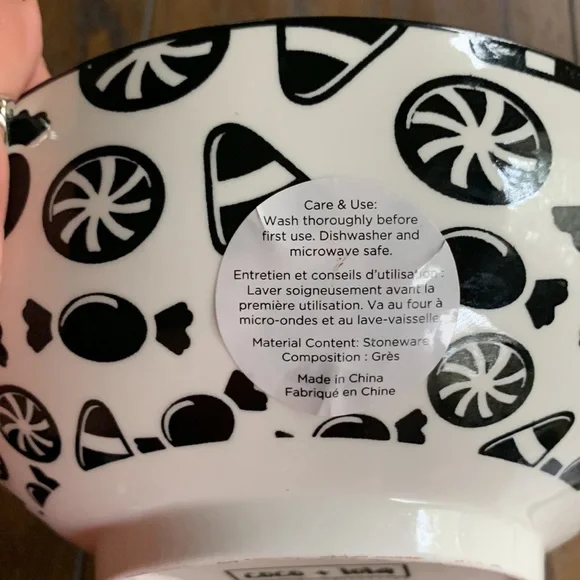 Care & Use:
Wash thoroughly before
first use. Dishwasher and
microwave safe.
Entretien et conseils d'utilisation :
Laver soigneusement avant la
première utilisation. Va au four à
micro-ondes et au lave-vaisselle.
Material Content: Stoneware
Composition : Grès
Made in China
Fabriqué en Chine
coco + lola